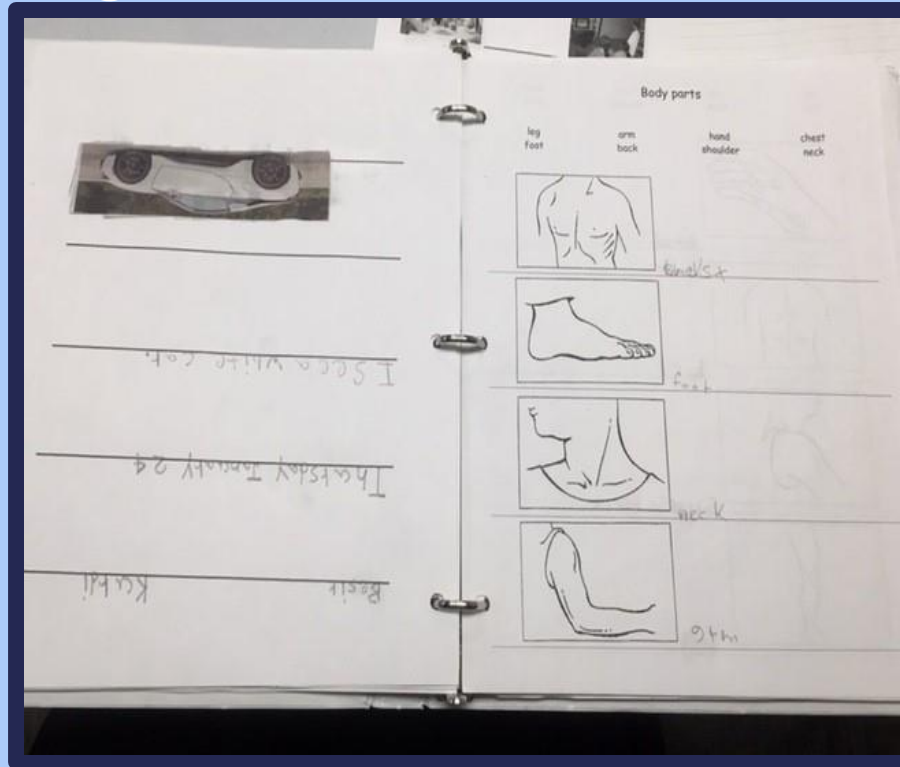 Thursday January 24
I See a white car.
Body parts
leg arm hand chest
foot back shoulder neck
foot
neck
arm